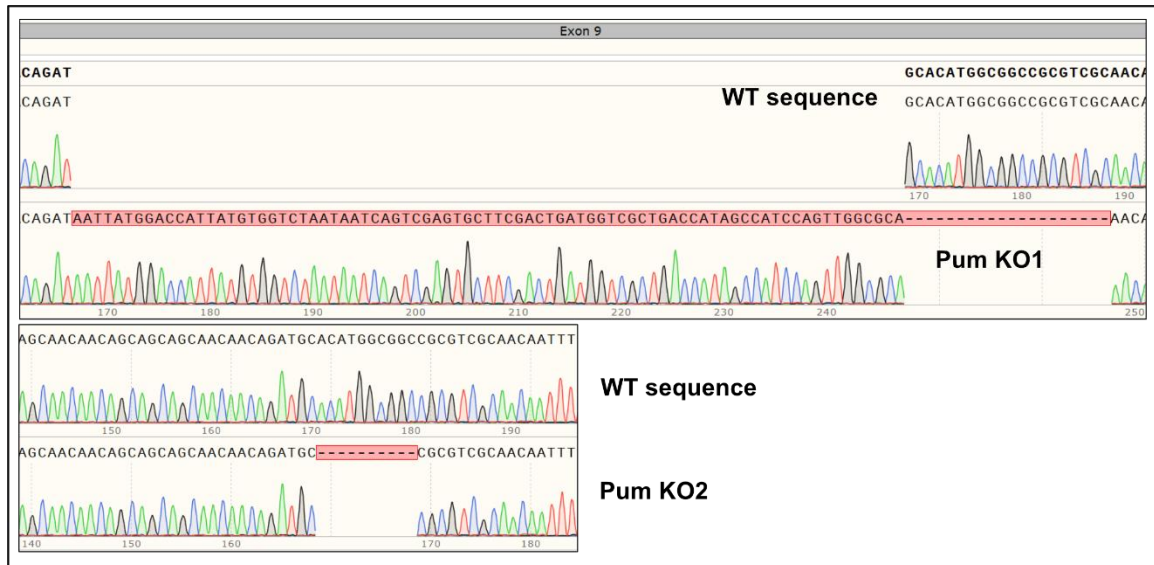 Exon 9
CAGAT GCACATGGCGGCCGCGTCGCAACA
CAGAT WT sequence GCACATGGCGGCCGCGTCGCAACA
170 180 190
CAGATAATTATGGACCATTATGTGGTCTAATAATCAGTCGAGTGCTTCGACTGATGGTCGCTGACCATAGCCATCCAGTTGGCGCA--------------------AACA
Pum KO1
170 180 190 200 210 220 230 240 250
AGCAACAACAGCAGCAGCAACAACAGATGCACATGGCGGCCGCGTCGCAACAATTT
WT sequence
150 160 170 180 190
AGCAACAACAGCAGCAGCAACAACAGATGC----------CGCGTCGCAACAATTT
Pum KO2
140 150 160 170 180